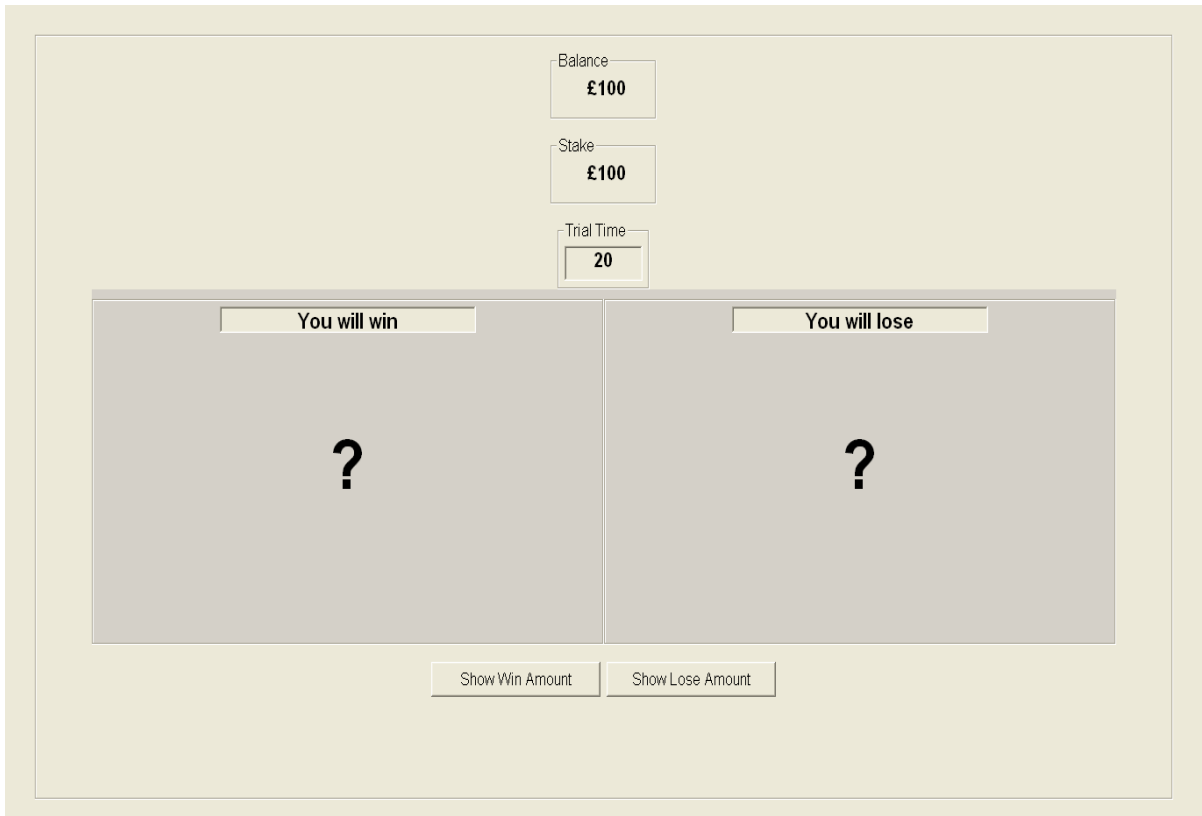 Balance
£100
Stake
£100
Trial Time
20
You will win
You will lose
?
?
Show Win Amount
Show Lose Amount